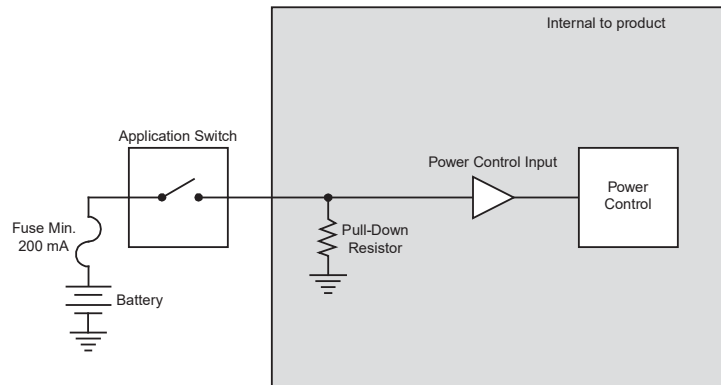 Internal to product
Application Switch
Power Control Input
Power
Control
Fuse Min.
200 mA
Pull-Down
Resistor
Battery